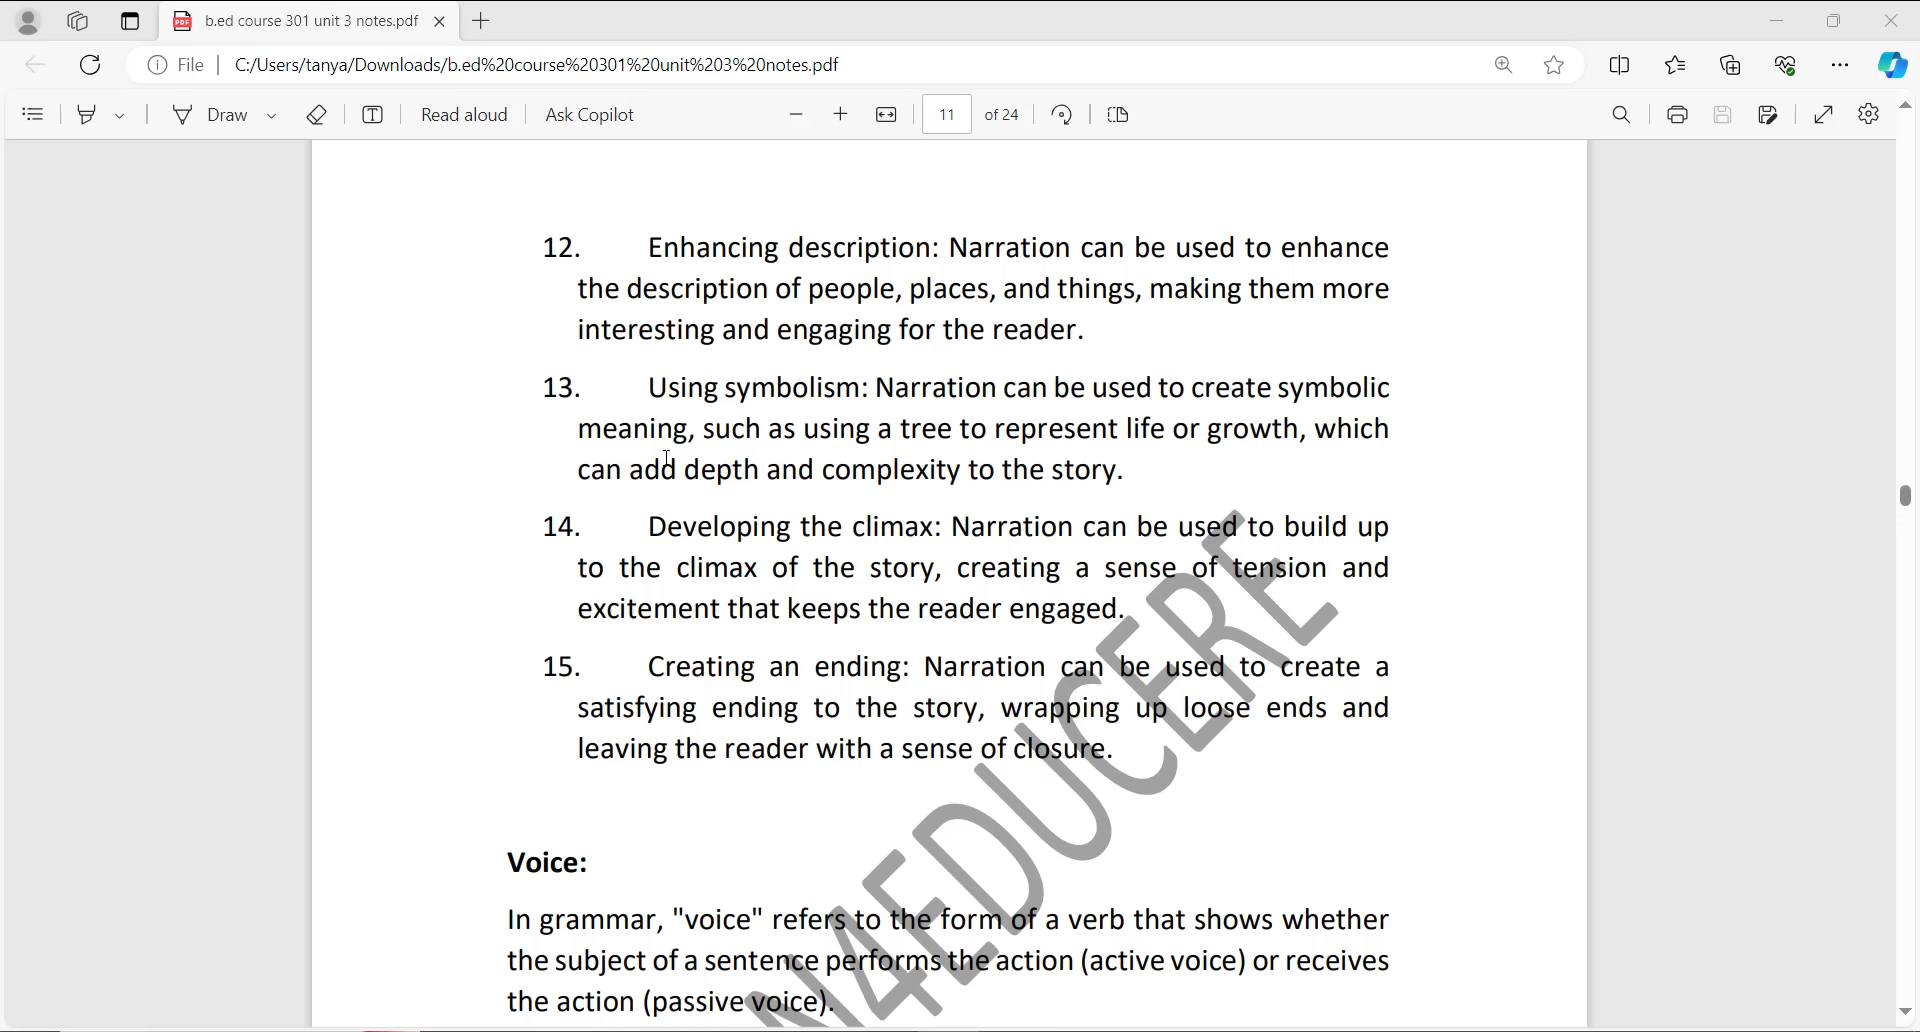 b.ed course 301 unit 3 notes.pdf
File | C:/Users/tanya/Downloads/b.ed%20course%20301%20unit%203%20notes.pdf
Draw Read aloud Ask Copilot 11 of 24
12. Enhancing description: Narration can be used to enhance
the description of people, places, and things, making them more
interesting and engaging for the reader.
13. Using symbolism: Narration can be used to create symbolic
meaning, such as using a tree to represent life or growth, which
can add depth and complexity to the story.
14. Developing the climax: Narration can be used to build up
to the climax of the story, creating a sense of tension and
excitement that keeps the reader engaged.
15. Creating an ending: Narration can be used to create a
satisfying ending to the story, wrapping up loose ends and
leaving the reader with a sense of closure.
Voice:
In grammar, "voice" refers to the form of a verb that shows whether
the subject of a sentence performs the action (active voice) or receives
the action (passive voice).
N4EDUCERE